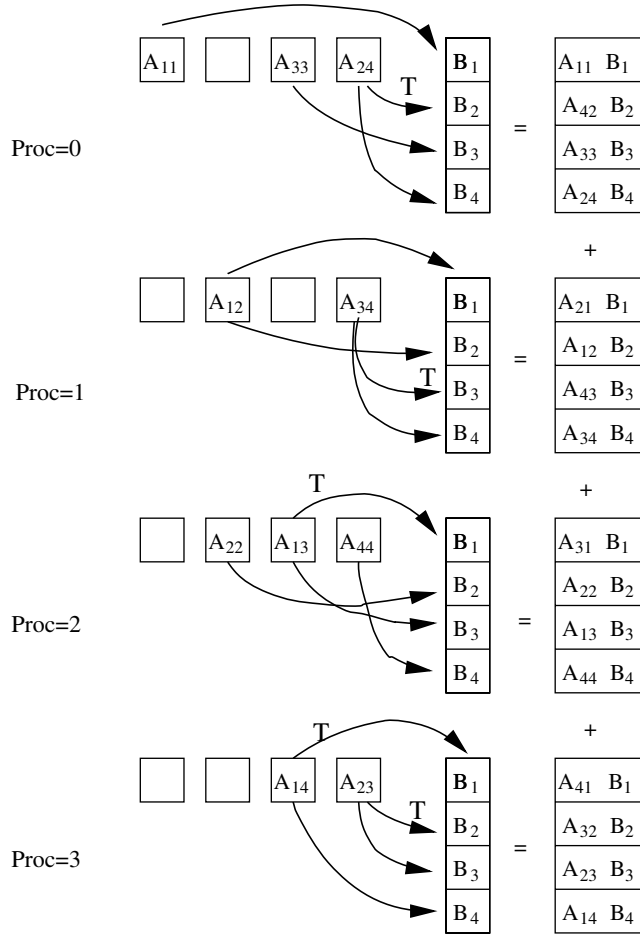 A11 A33 A24 B1 A11 B1
T
B2 A42 B2
=
Proc=0
B3 A33 B3
B4 A24 B4
+
A12 A34 B1 A21 B1
B2 A12 B2
=
Proc=1
T
B3 A43 B3
B4 A34 B4
+
T
A22 A13 A44 B1 A31 B1
B2 A22 B2
Proc=2
B3 = A13 B3
B4 A44 B4
+
T
A14 A23 B1 A41 B1
T
B2 A32 B2
Proc=3
=
B3 A23 B3
B4 A14 B4